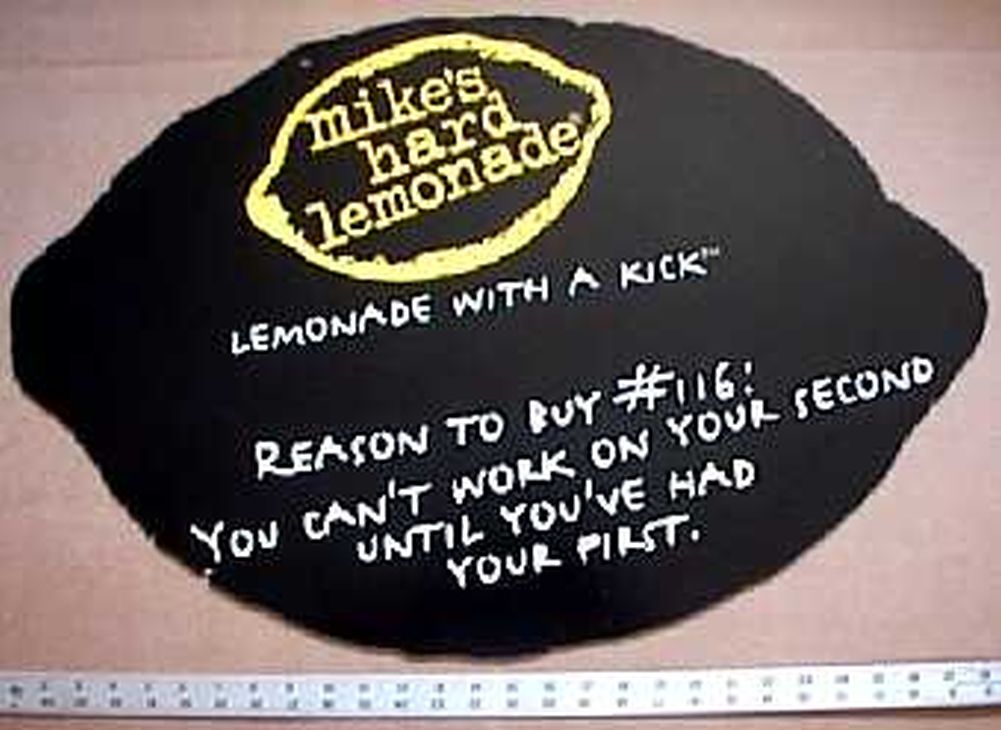 mike's
hard
lemonade®
LEMONADE WITH A KICK™
REASON TO BUY #116:
YOU CAN'T WORK ON YOUR SECOND
UNTIL YOU'VE HAD
YOUR FIRST.